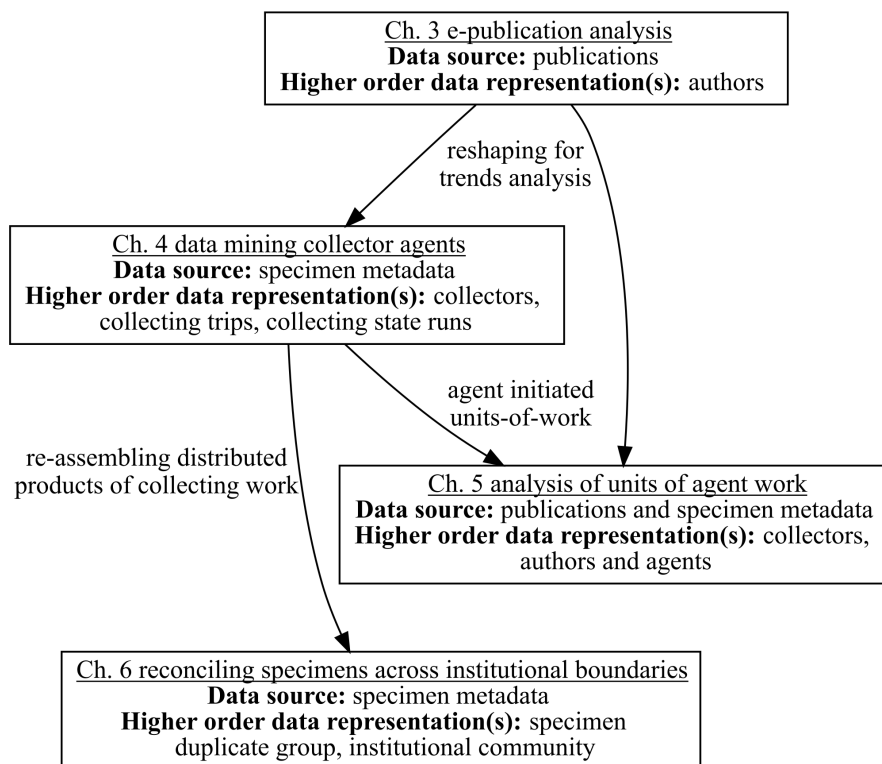 Ch. 3 e-publication analysis
Data source: publications
Higher order data representation(s): authors
reshaping for
trends analysis
Ch. 4 data mining collector agents
Data source: specimen metadata
Higher order data representation(s): collectors,
collecting trips, collecting state runs
agent initiated
units-of-work
re-assembling distributed
products of collecting work
Ch. 5 analysis of units of agent work
Data source: publications and specimen metadata
Higher order data representation(s): collectors,
authors and agents
Ch. 6 reconciling specimens across institutional boundaries
Data source: specimen metadata
Higher order data representation(s): specimen
duplicate group, institutional community